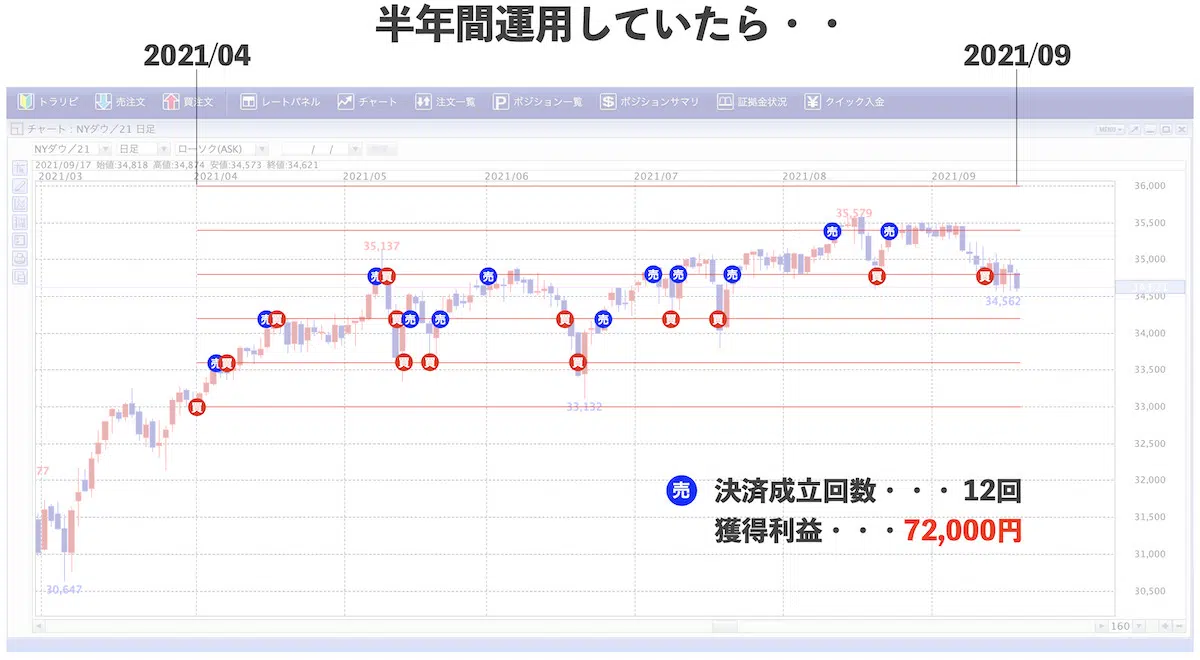 半年間運用していたら・・
2021/04
2021/09
トラリピ 売注文 買注文 レートパネル チャート 注文一覧 ポジション一覧 ポジションサマリ 証拠金状況 クイック入金
チャート：NYダウ／21 日足
MENU
NYダウ／21 日足 ローソク(ASK) / /
2021/09/17 始値:34,818 高値:34,874 安値:34,573 終値:34,621
2021/03 2021/04 2021/05 2021/06 2021/07 2021/08 2021/09
36,000
35,579
35,500
売 売
35,137
35,000
売 買 売 売 売 売 買 買
34,562
34,500
売 買 買 売 売 買 売 買 買
34,000
売 買 買 買 買
33,500
買
33,132
33,000
32,500
77
32,000
売 決済成立回数・・・12回
31,500
獲得利益・・・72,000円
31,000
30,647
30,500
160